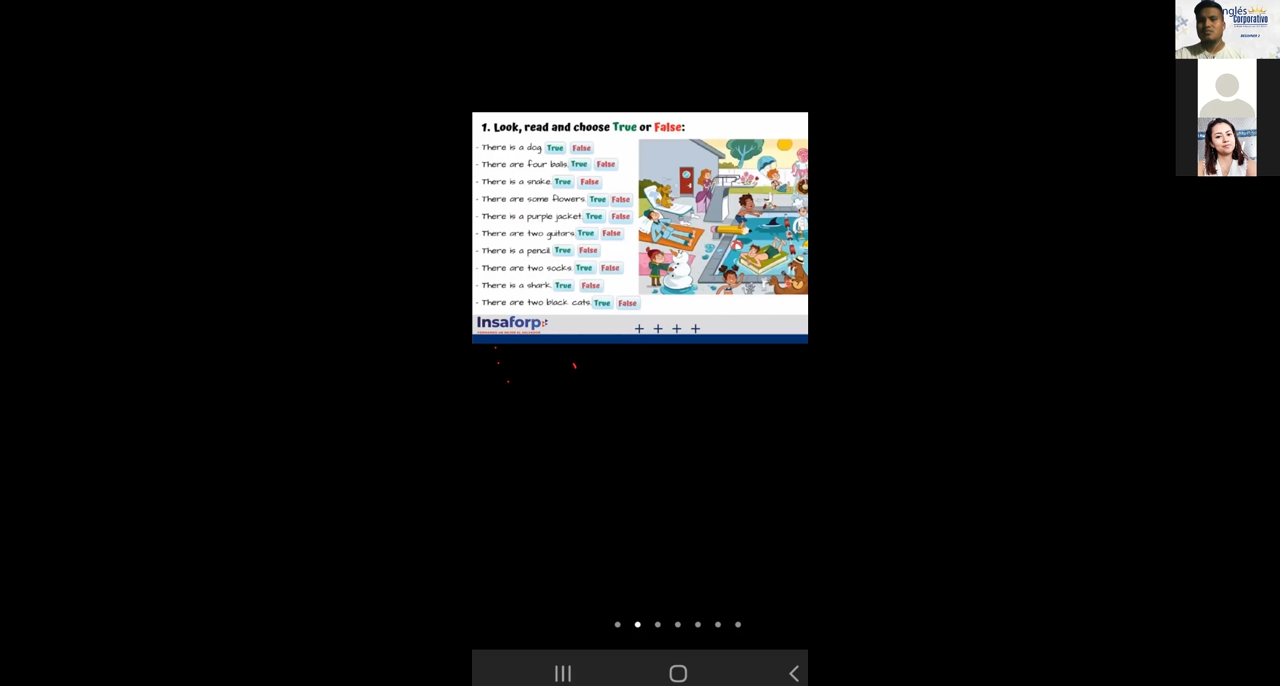 1. Look, read and choose True or False:
- There is a dog. True False
- There are four balls. True False
- There is a snake. True False
- There are some flowers. True False
- There is a purple jacket. True False
- There are two guitars. True False
- There is a pencil. True False
- There are two socks. True False
- There is a shark. True False
- There are two black cats. True False
Insaforp
Inglés
Corporativo